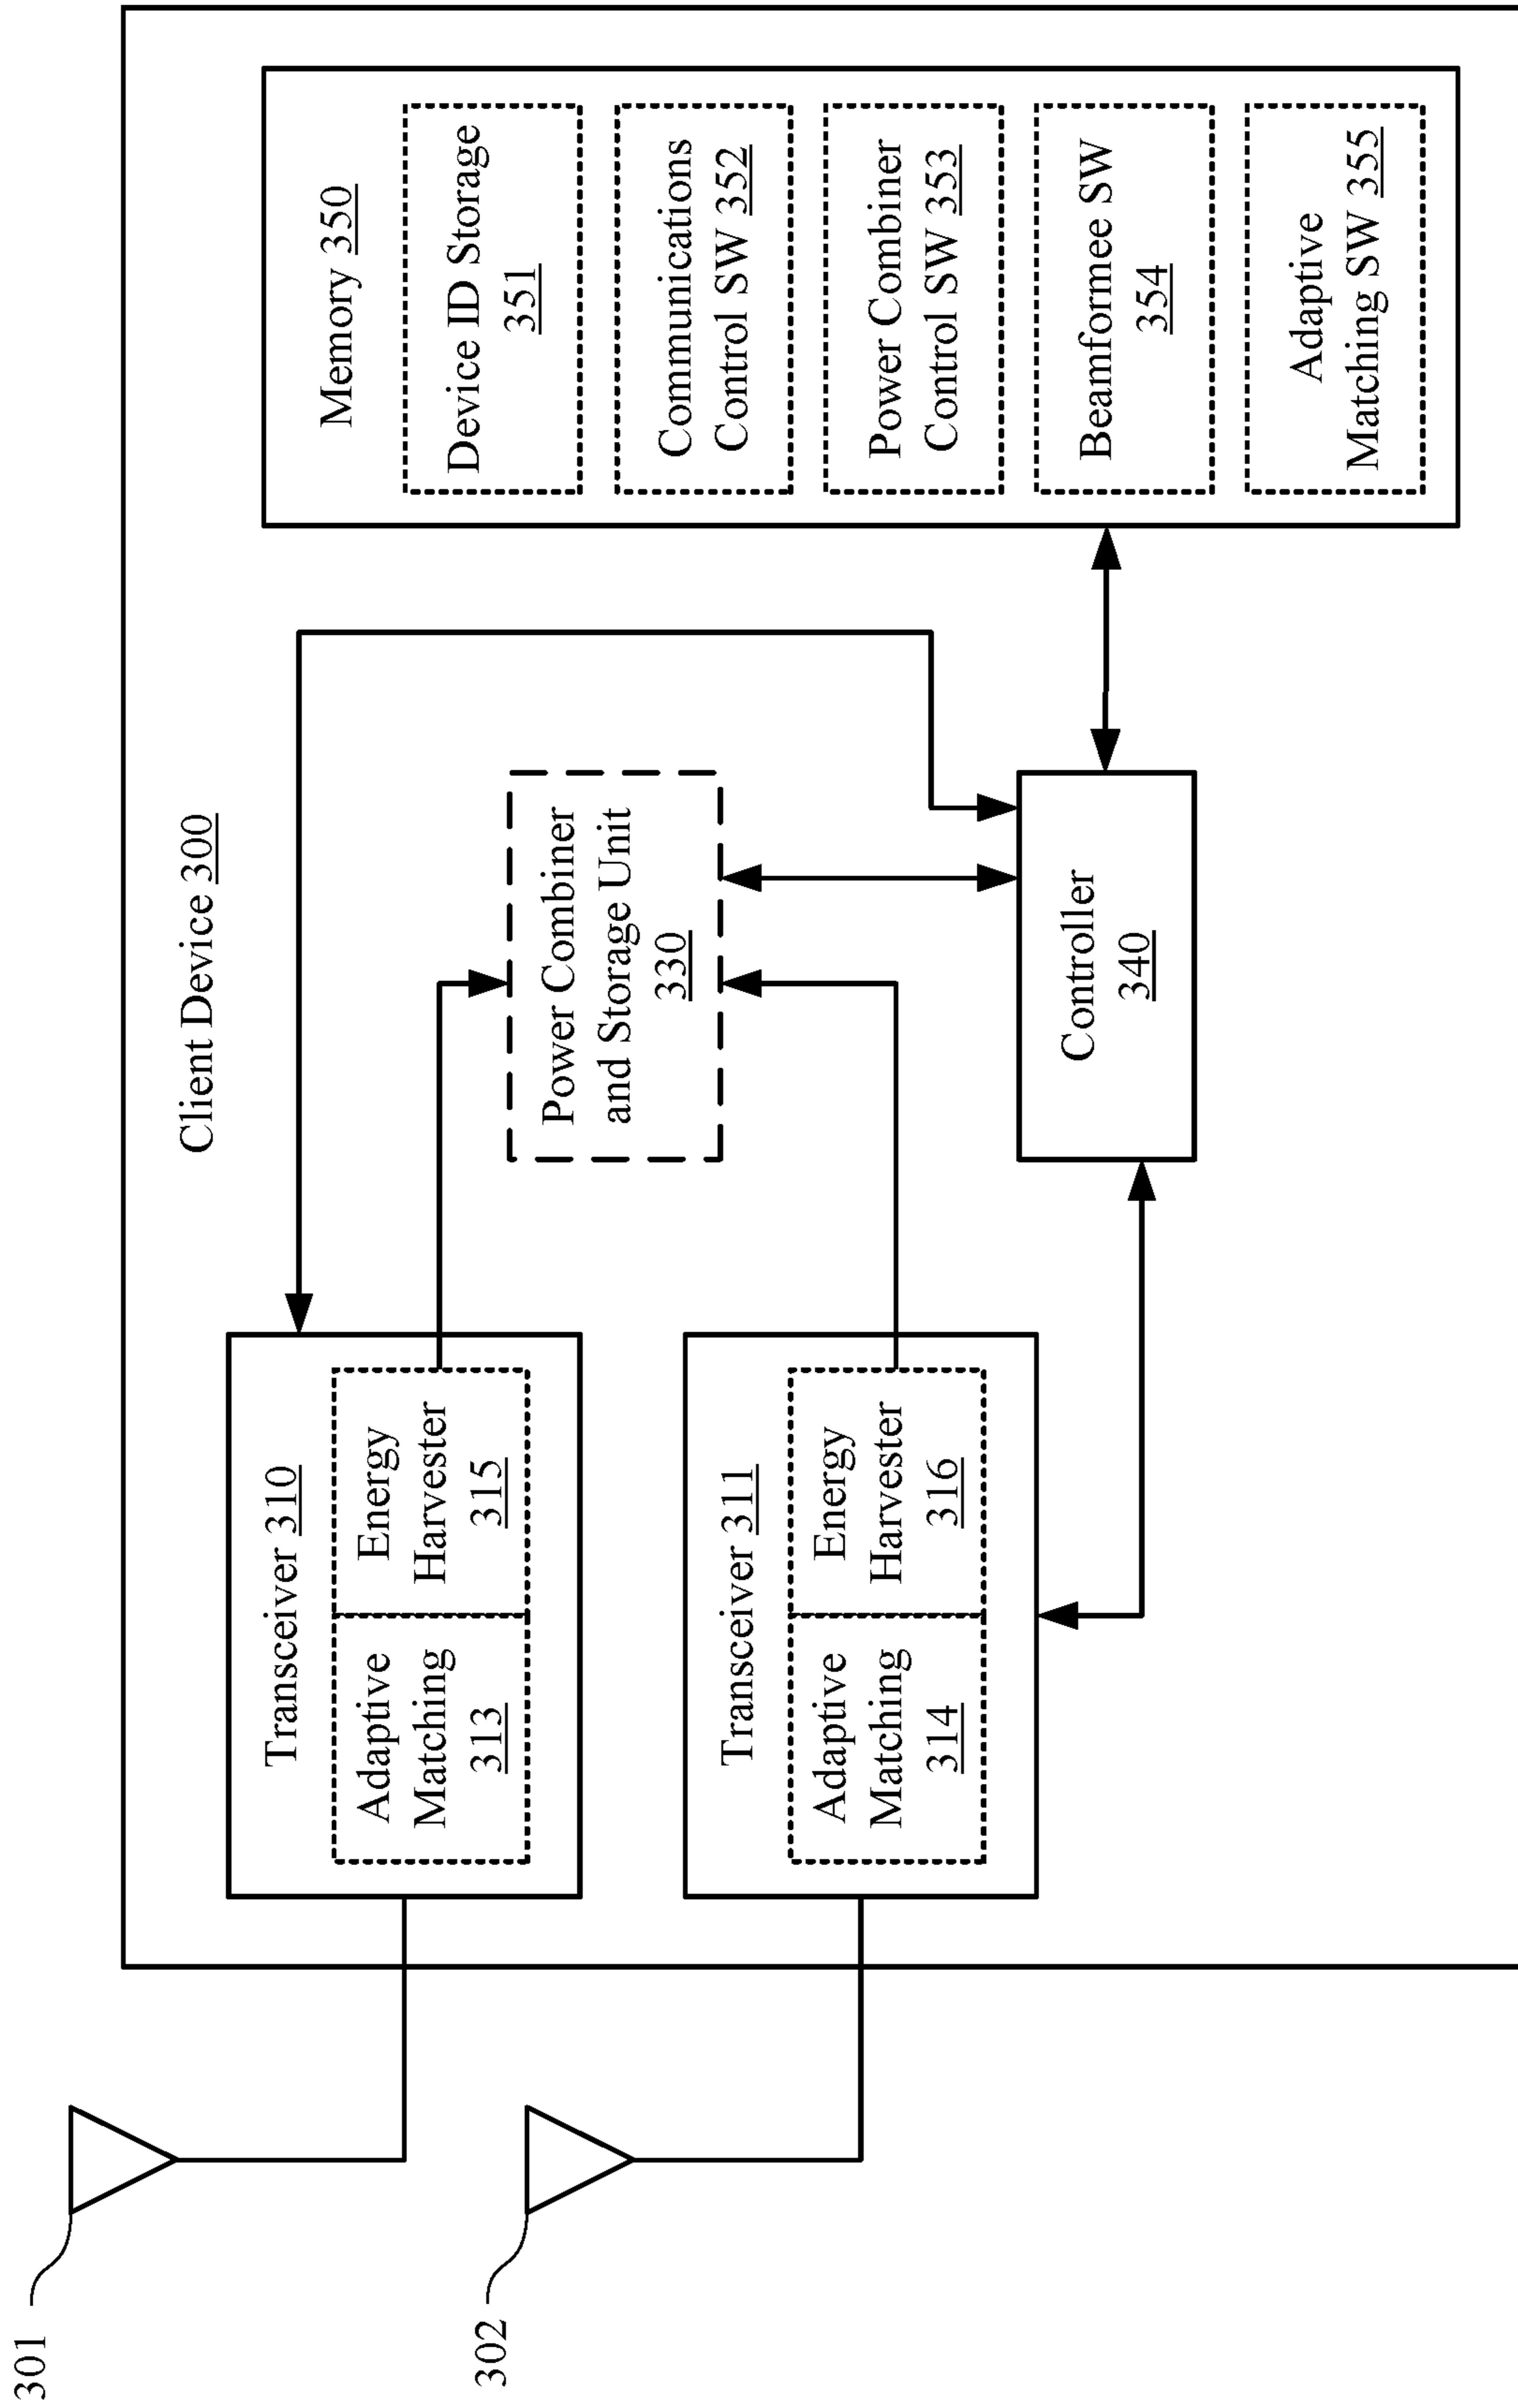 301
302
Client Device 300
Transceiver 310
Adaptive
Matching
313
Energy
Harvester
315
Transceiver 311
Adaptive
Matching
314
Energy
Harvester
316
Power Combiner
and Storage Unit
330
Controller
340
Memory 350
Device ID Storage
351
Communications
Control SW 352
Power Combiner
Control SW 353
Beamformee SW
354
Adaptive
Matching SW 355